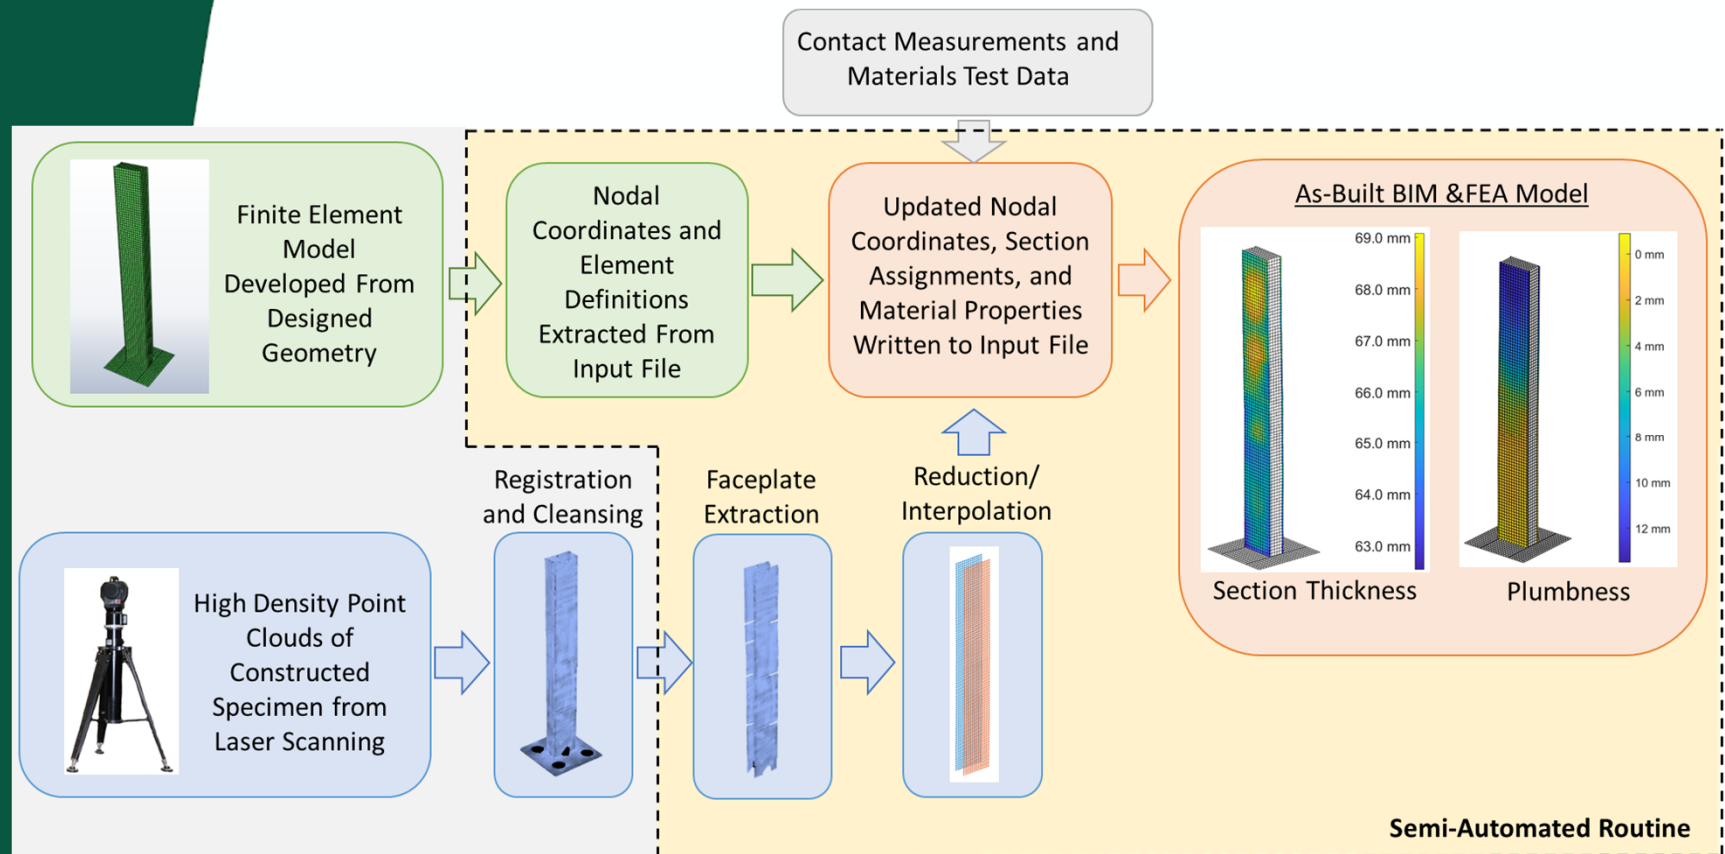 Contact Measurements and
Materials Test Data
Finite Element
Model
Developed From
Designed
Geometry
Nodal
Coordinates and
Element
Definitions
Extracted From
Input File
Updated Nodal
Coordinates, Section
Assignments, and
Material Properties
Written to Input File
As-Built BIM &FEA Model
69.0 mm
68.0 mm
67.0 mm
66.0 mm
65.0 mm
64.0 mm
63.0 mm
0 mm
2 mm
4 mm
6 mm
8 mm
10 mm
12 mm
Section Thickness
Plumbness
High Density Point
Clouds of
Constructed
Specimen from
Laser Scanning
Registration
and Cleansing
Faceplate
Extraction
Reduction/
Interpolation
Semi-Automated Routine